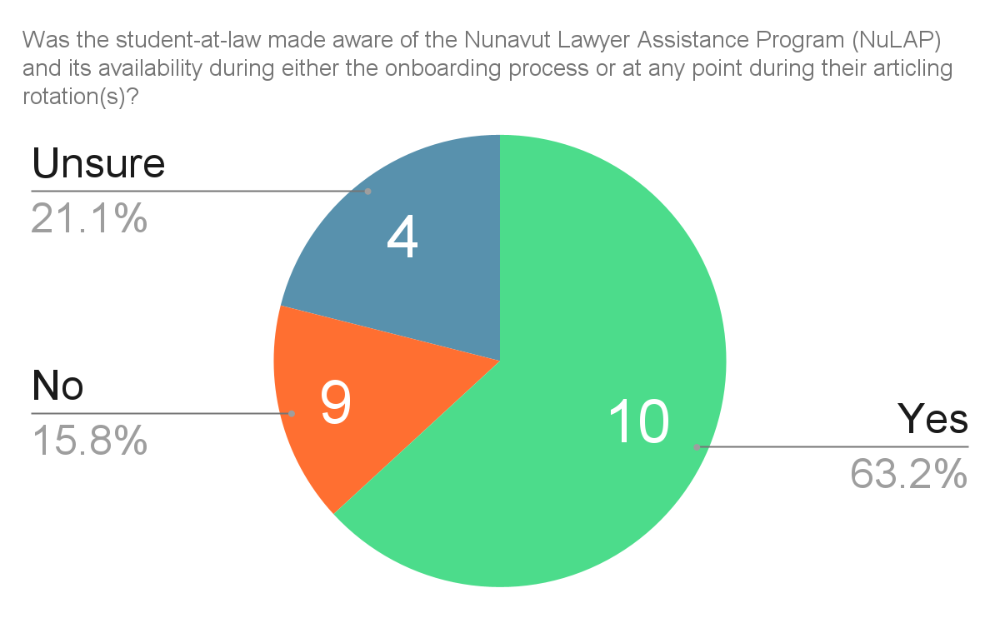 Was the student-at-law made aware of the Nunavut Lawyer Assistance Program (NuLAP)
and its availability during either the onboarding process or at any point during their articling
rotation(s)?
Unsure
21.1%
4
No
15.8%
9
10
Yes
63.2%